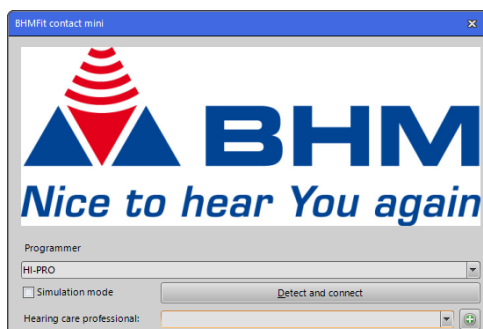 BHMFit contact mini
BHM
Nice to hear You again
Programmer
HI-PRO
Simulation mode
Detect and connect
Hearing care professional: